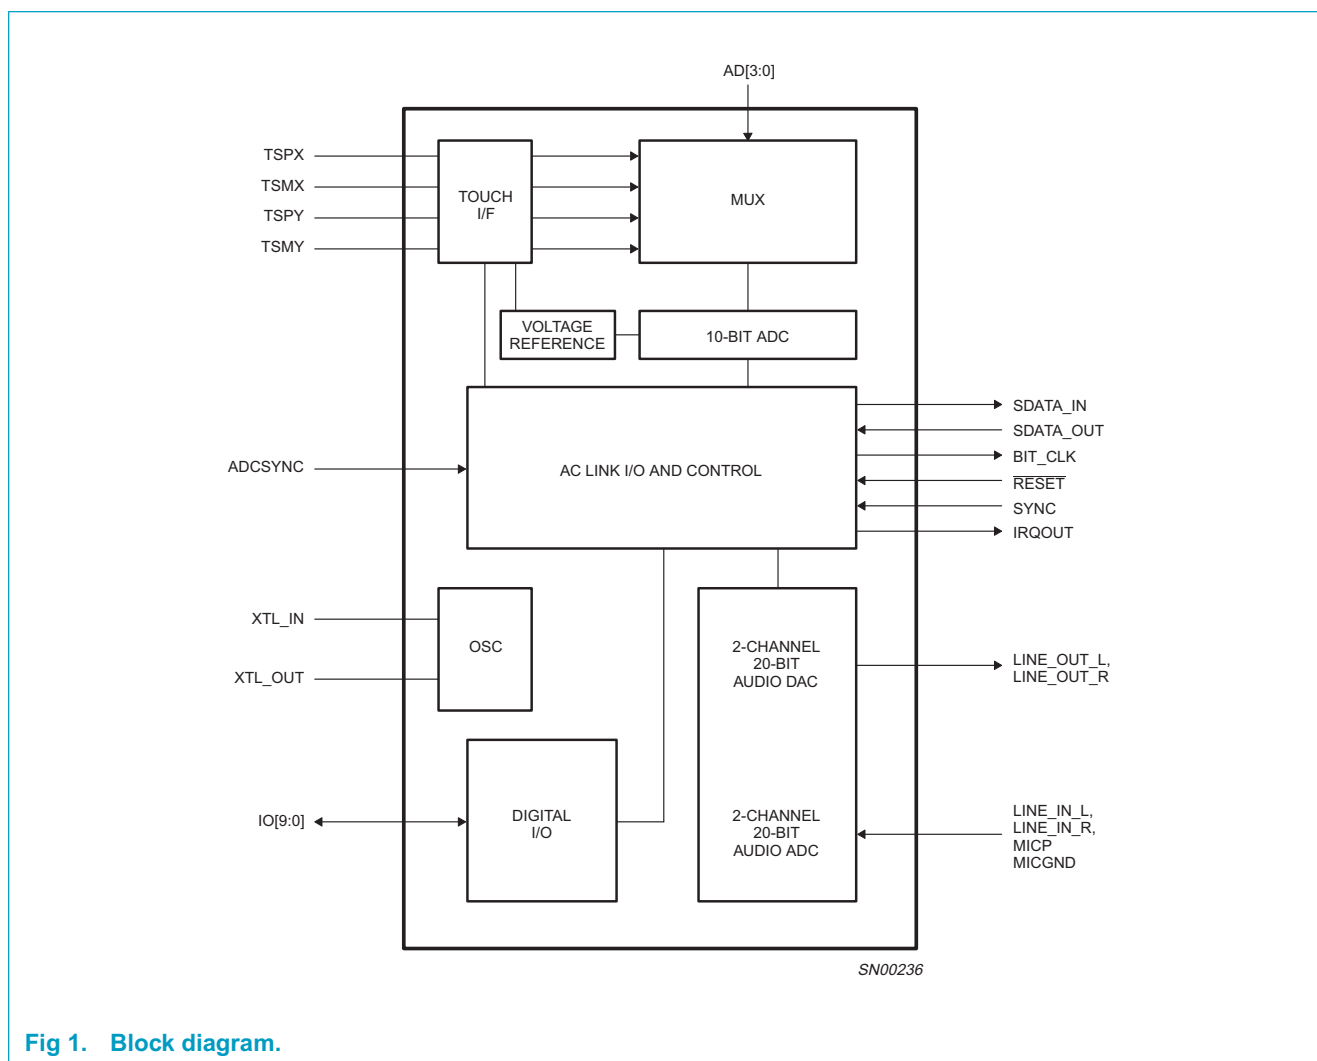 AD[3:0]
TSPX
TSMX
TSPY
TSMY
TOUCH
I/F
MUX
VOLTAGE
REFERENCE
10-BIT ADC
ADCSYNC
AC LINK I/O AND CONTROL
SDATA_IN
SDATA_OUT
BIT_CLK
RESET
SYNC
IRQOUT
XTL_IN
XTL_OUT
OSC
2-CHANNEL
20-BIT
AUDIO DAC
LINE_OUT_L,
LINE_OUT_R
IO[9:0]
DIGITAL
I/O
2-CHANNEL
20-BIT
AUDIO ADC
LINE_IN_L,
LINE_IN_R,
MICP
MICGND
SN00236
Fig 1. Block diagram.